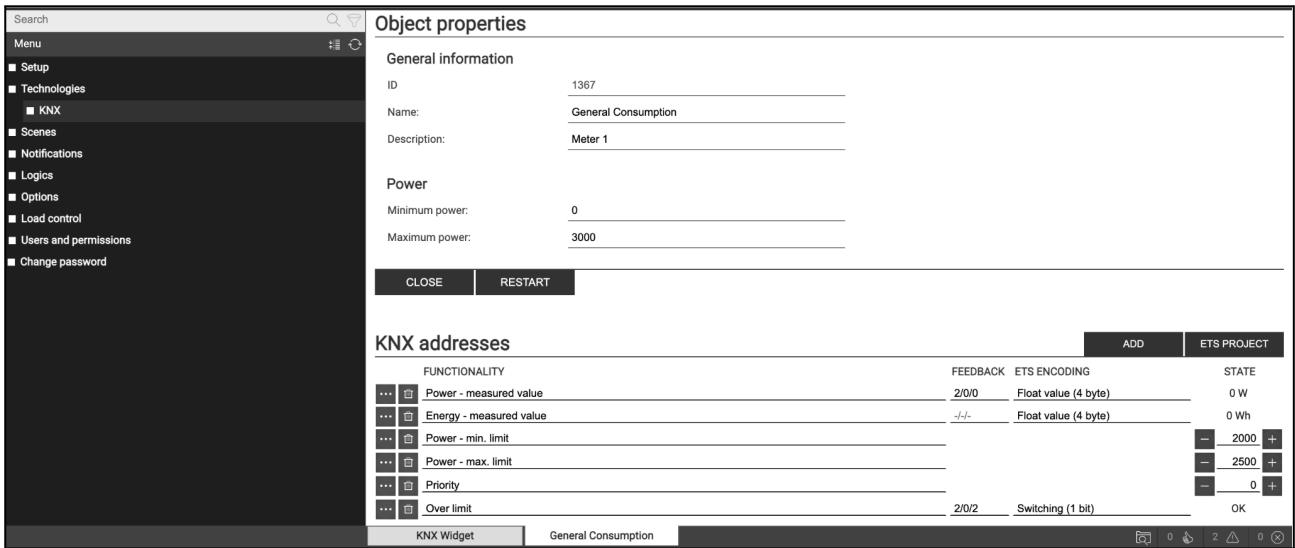 Search
Menu
Setup
Technologies
KNX
Scenes
Notifications
Logics
Options
Load control
Users and permissions
Change password
Object properties
General information
ID 1367
Name: General Consumption
Description: Meter 1
Power
Minimum power: 0
Maximum power: 3000
CLOSE RESTART
KNX addresses ADD ETS PROJECT
FUNCTIONALITY FEEDBACK ETS ENCODING STATE
Power - measured value 2/0/0 Float value (4 byte) 0 W
Energy - measured value -/-/- Float value (4 byte) 0 Wh
Power - min. limit − 2000 +
Power - max. limit − 2500 +
Priority − 0 +
Over limit 2/0/2 Switching (1 bit) OK
KNX Widget General Consumption 0 2 0